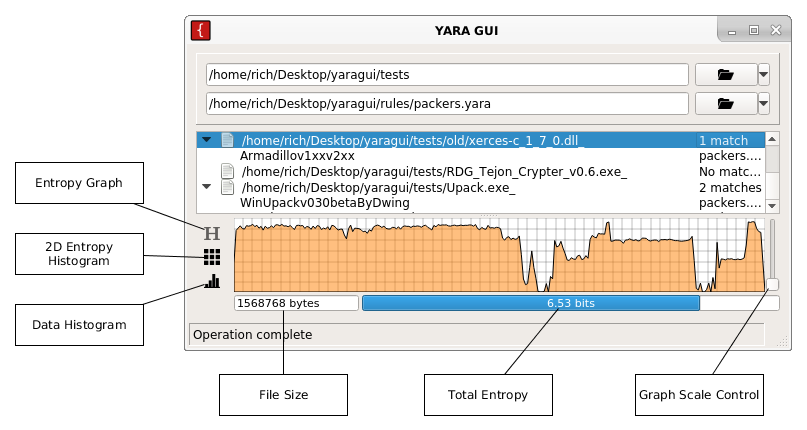 YARA GUI
/home/rich/Desktop/yaragui/tests
/home/rich/Desktop/yaragui/rules/packers.yara
/home/rich/Desktop/yaragui/tests/old/xerces-c_1_7_0.dll_ 1 match
Armadillov1xxv2xx packers....
/home/rich/Desktop/yaragui/tests/RDG_Tejon_Crypter_v0.6.exe_ No matc...
/home/rich/Desktop/yaragui/tests/Upack.exe_ 2 matches
WinUpackv030betaByDwing packers....
Entropy Graph
H
2D Entropy
Histogram
Data Histogram
1568768 bytes 6.53 bits
Operation complete
File Size Total Entropy Graph Scale Control